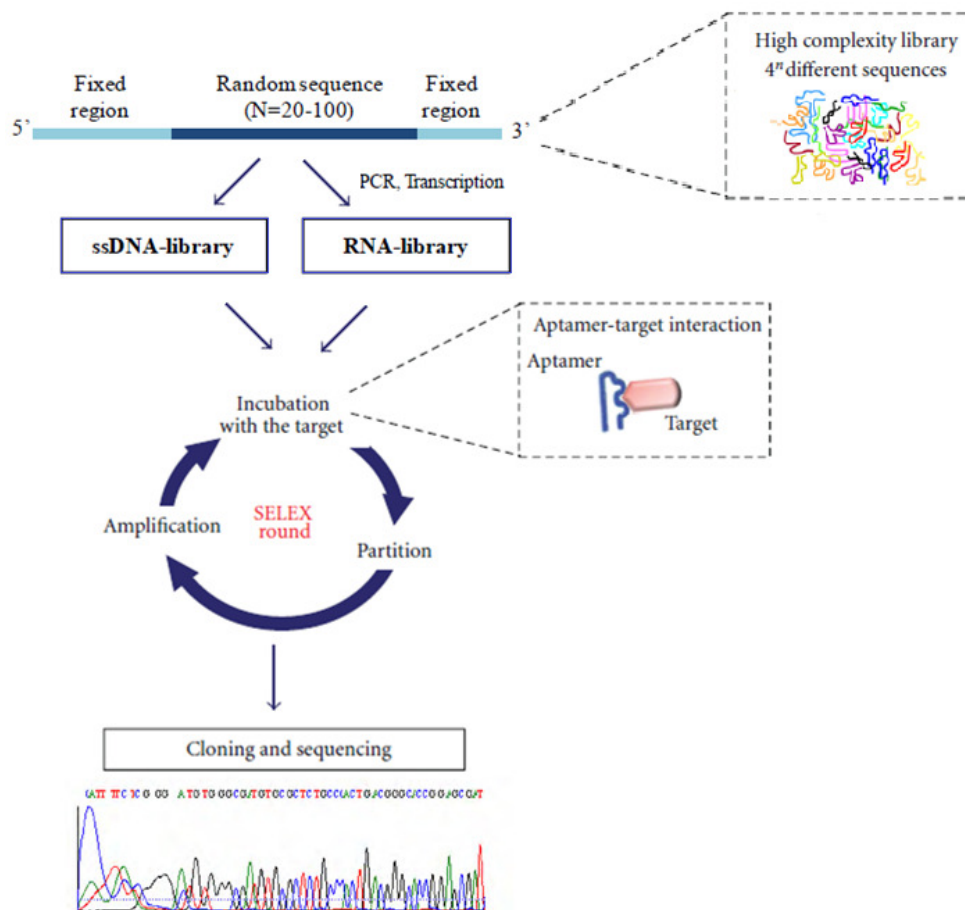 High complexity library
4ⁿ different sequences
Fixed
region
Random sequence
(N=20-100)
Fixed
region
5`
3`
PCR, Transcription
ssDNA-library
RNA-library
Aptamer-target interaction
Aptamer
Target
Incubation
with the target
Amplification
SELEX
round
Partition
Cloning and sequencing